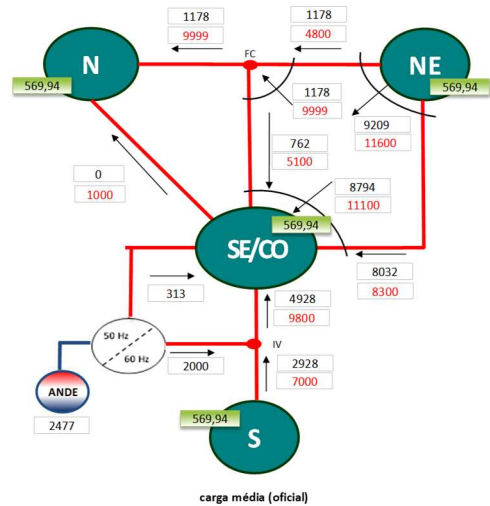 1178
9999
1178
4800
FC
N
NE
569,94
569,94
1178
9999
9209
11600
762
5100
0
1000
8794
11100
569,94
SE/CO
8032
8300
313
4928
9800
50 Hz
60 Hz
IV
2000
2928
7000
ANDE
2477
569,94
S
carga média (oficial)